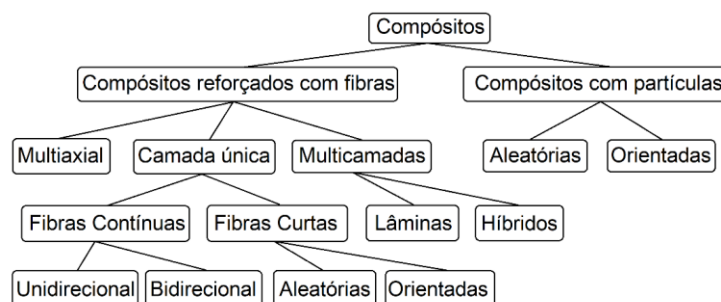 Compósitos
Compósitos reforçados com fibras
Compósitos com partículas
Multiaxial
Camada única
Multicamadas
Aleatórias
Orientadas
Fibras Contínuas
Fibras Curtas
Lâminas
Híbridos
Unidirecional
Bidirecional
Aleatórias
Orientadas